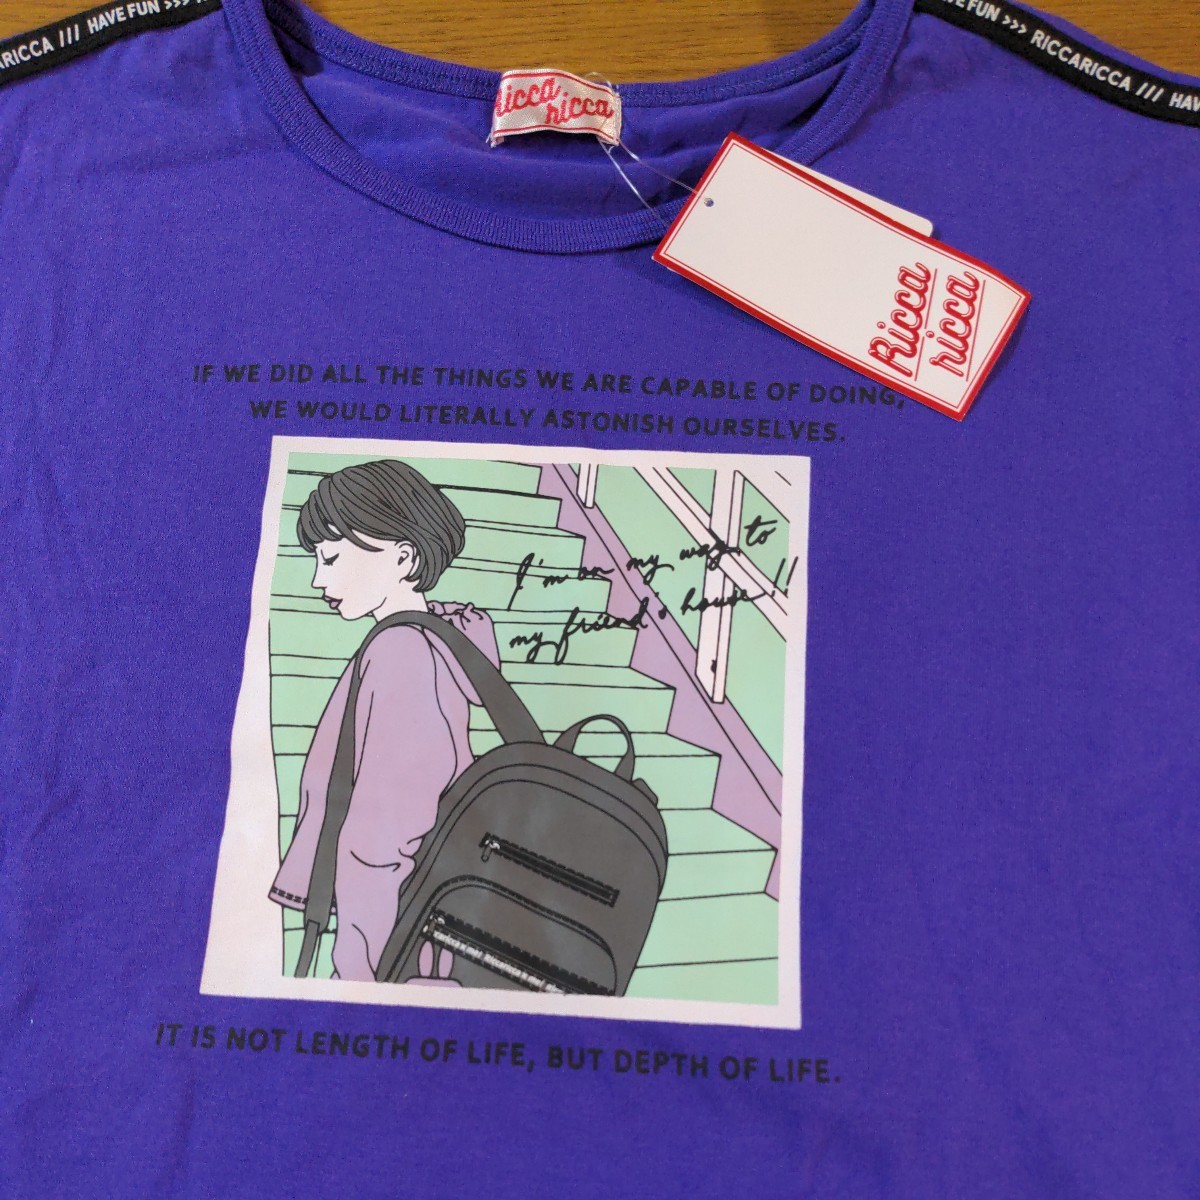 ARICCA /// HAVE FUN >>>
HAVE FUN >>> RICCARICCA /// HAV
Ricca
ricca
Ricca
ricca
IF WE DID ALL THE THINGS WE ARE CAPABLE OF DOING,
WE WOULD LITERALLY ASTONISH OURSELVES.
I'm on my way to
my friend's house!!
IT IS NOT LENGTH OF LIFE, BUT DEPTH OF LIFE.